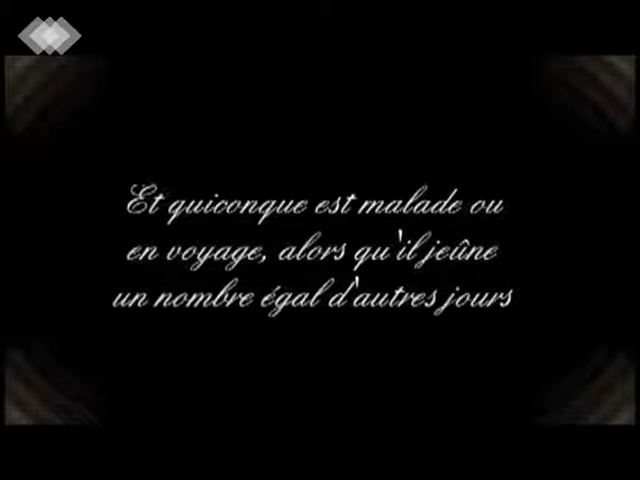 Et quiconque est malade ou
en voyage, alors qu'il jeûne
un nombre égal d'autres jours